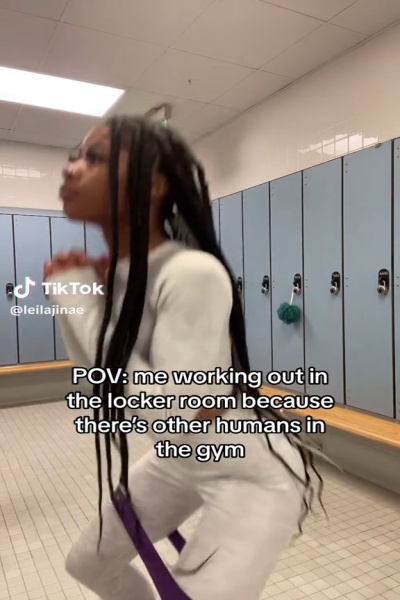 TikTok
@leilajinae
POV: me working out in
the locker room because
there's other humans in
the gym